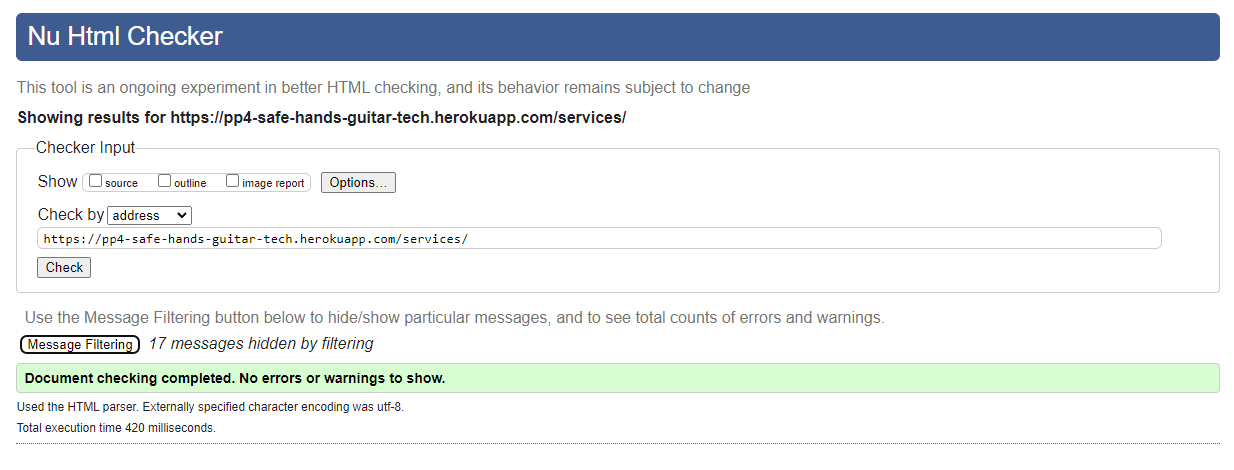 Nu Html Checker
This tool is an ongoing experiment in better HTML checking, and its behavior remains subject to change
Showing results for https://pp4-safe-hands-guitar-tech.herokuapp.com/services/
Checker Input
Show source outline image report Options...
Check by address
https://pp4-safe-hands-guitar-tech.herokuapp.com/services/
Check
Use the Message Filtering button below to hide/show particular messages, and to see total counts of errors and warnings.
Message Filtering 17 messages hidden by filtering
Document checking completed. No errors or warnings to show.
Used the HTML parser. Externally specified character encoding was utf-8.
Total execution time 420 milliseconds.